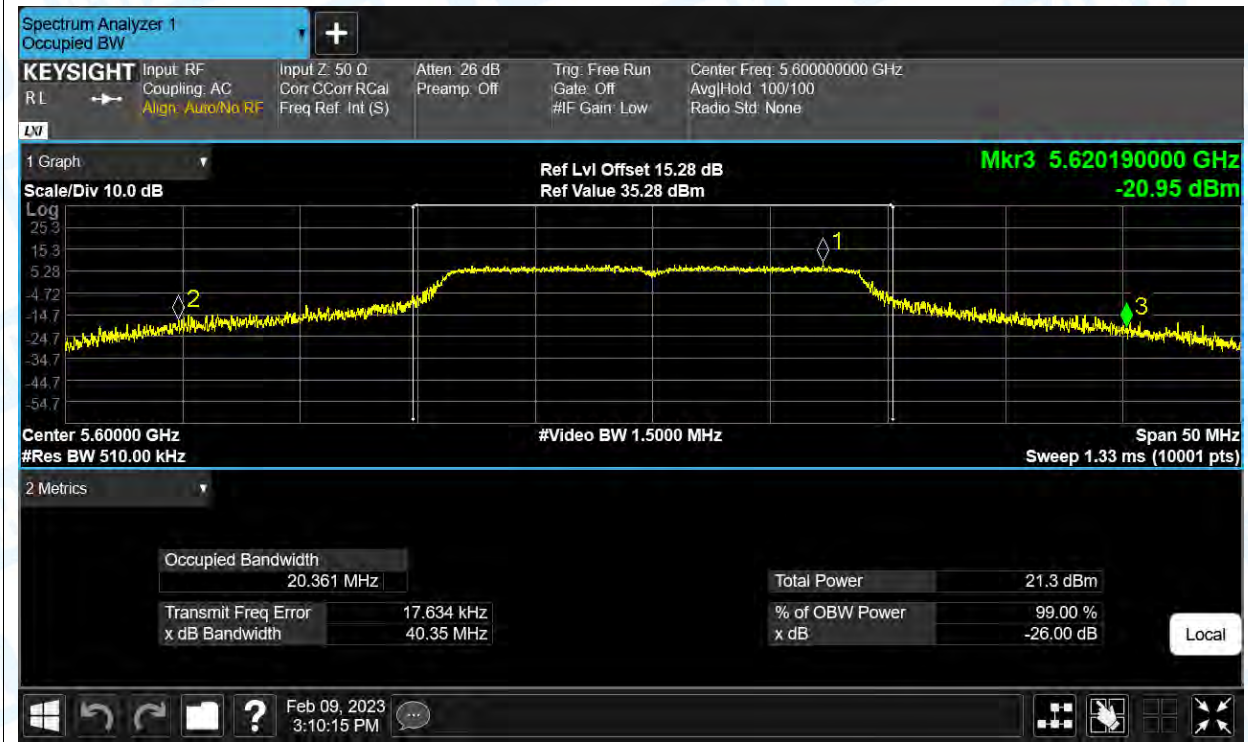 Spectrum Analyzer 1
Occupied BW
KEYSIGHT
R L
LXI
Input: RF
Coupling: AC
Align: Auto/No RF
Input Z: 50 Ω
Corr CCorr RCal
Freq Ref: Int (S)
Atten: 26 dB
Preamp: Off
Trig: Free Run
Gate: Off
#IF Gain: Low
Center Freq: 5.600000000 GHz
Avg|Hold: 100/100
Radio Std: None
1 Graph
Scale/Div 10.0 dB
Ref Lvl Offset 15.28 dB
Ref Value 35.28 dBm
Mkr3 5.620190000 GHz
-20.95 dBm
Log
25.3
15.3
5.28
-4.72
-14.7
-24.7
-34.7
-44.7
-54.7
1
2
3
Center 5.60000 GHz
#Video BW 1.5000 MHz
Span 50 MHz
#Res BW 510.00 kHz
Sweep 1.33 ms (10001 pts)
2 Metrics
Occupied Bandwidth
20.361 MHz
Total Power 21.3 dBm
Transmit Freq Error 17.634 kHz
% of OBW Power 99.00 %
x dB Bandwidth 40.35 MHz
x dB -26.00 dB
Local
?
Feb 09, 2023
3:10:15 PM